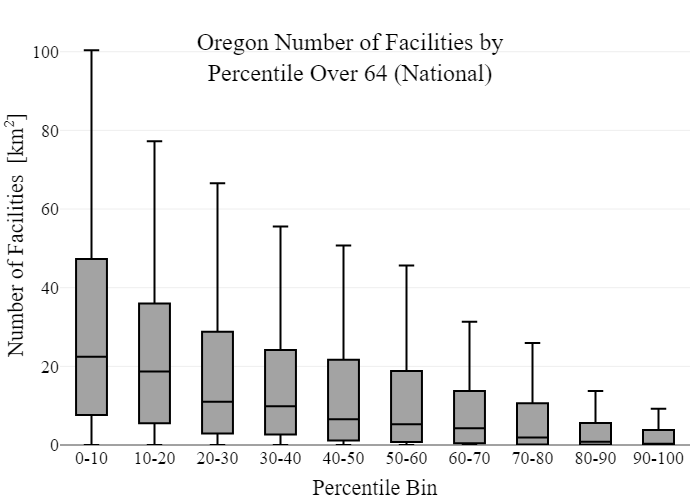 Oregon Number of Facilities by
Percentile Over 64 (National)
Number of Facilities [km²]
100
80
60
40
20
0
0-10 10-20 20-30 30-40 40-50 50-60 60-70 70-80 80-90 90-100
Percentile Bin